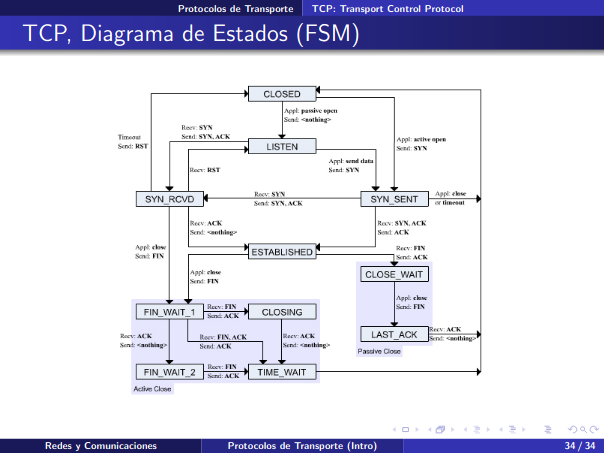 Protocolos de Transporte
TCP: Transport Control Protocol
TCP, Diagrama de Estados (FSM)
CLOSED
Appl: passive open
Send: <nothing>
Recv: SYN
Send: SYN, ACK
Timeout
Send: RST
LISTEN
Appl: active open
Send: SYN
Appl: send data
Send: SYN
Recv: RST
SYN_RCVD
Recv: SYN
Send: SYN, ACK
SYN_SENT
Appl: close
or timeout
Recv: ACK
Send: <nothing>
Recv: SYN, ACK
Send: ACK
Appl: close
Send: FIN
ESTABLISHED
Recv: FIN
Send: ACK
Appl: close
Send: FIN
CLOSE_WAIT
Appl: close
Send: FIN
FIN_WAIT_1
Recv: FIN
Send: ACK
CLOSING
LAST_ACK
Recv: ACK
Send: <nothing>
Recv: ACK
Send: <nothing>
Recv: FIN, ACK
Send: ACK
Recv: ACK
Send: <nothing>
Passive Close
FIN_WAIT_2
Recv: FIN
Send: ACK
TIME_WAIT
Active Close
Redes y Comunicaciones
Protocolos de Transporte (Intro)
34 / 34